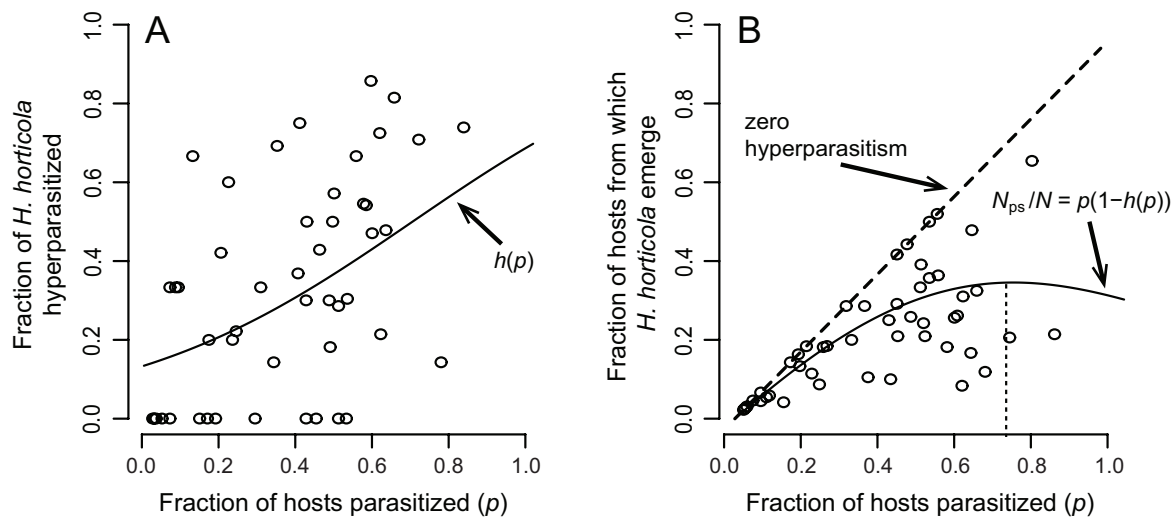 A
Fraction of H. horticola
hyperparasitized
1.0
0.8
0.6
0.4
0.2
0.0
h(p)
0.0 0.2 0.4 0.6 0.8 1.0
Fraction of hosts parasitized (p)
B
Fraction of hosts from which
H. horticola emerge
1.0
0.8
0.6
0.4
0.2
0.0
zero
hyperparasitism
Nps/N = p(1−h(p))
0.0 0.2 0.4 0.6 0.8 1.0
Fraction of hosts parasitized (p)